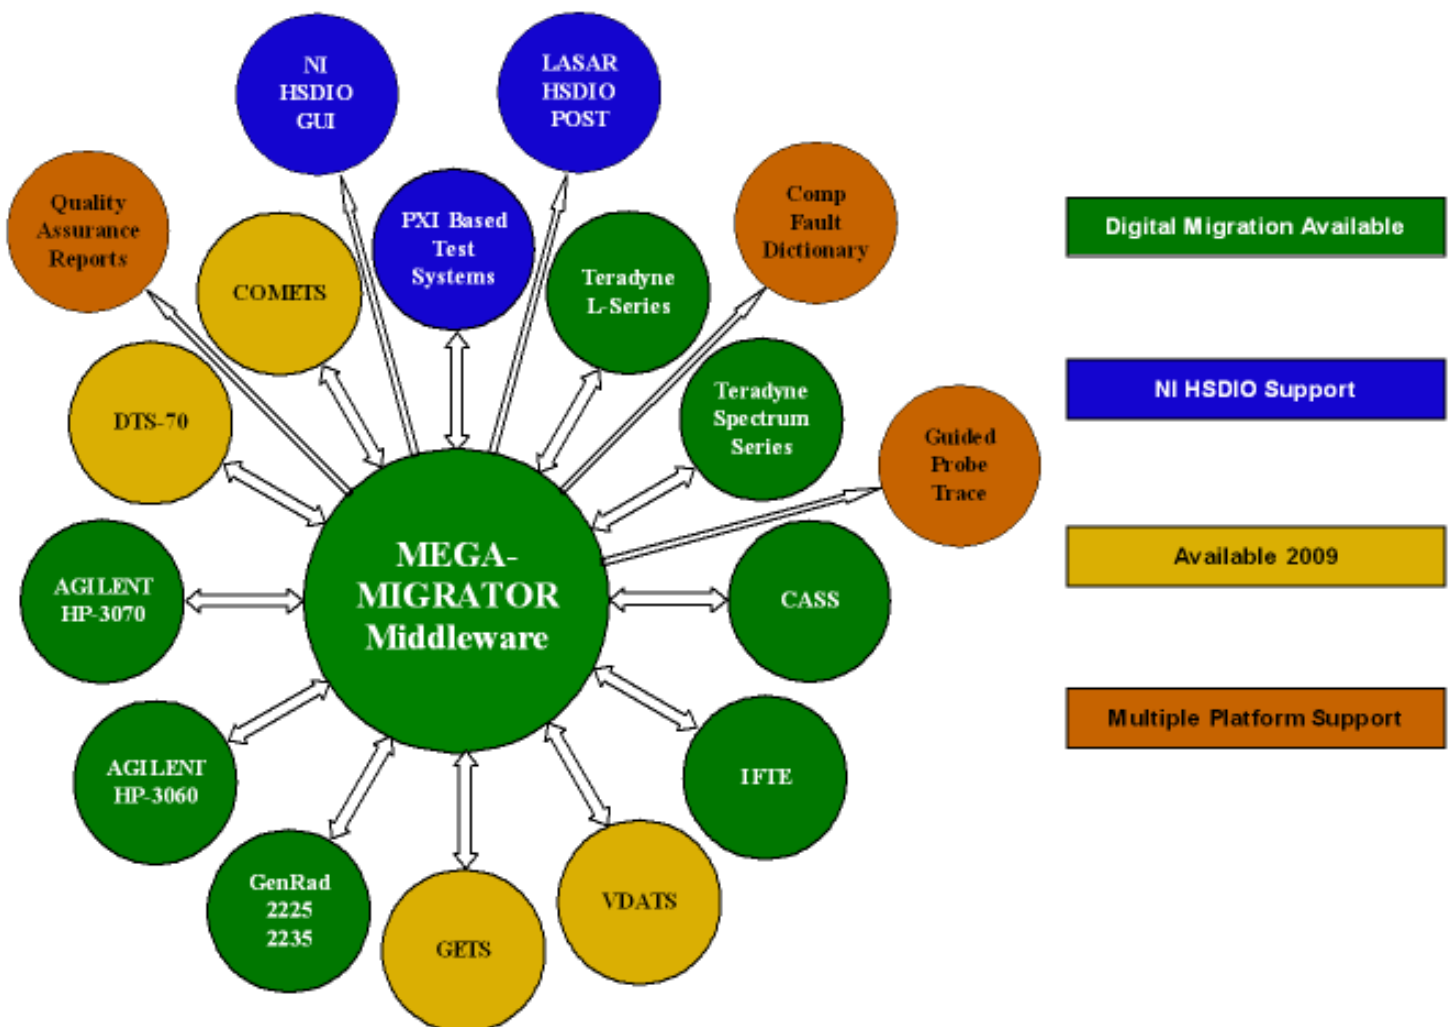 NI
HSDIO
GUI
LASAR
HSDIO
POST
Quality
Assurance
Reports
COMETS
PXI Based
Test
Systems
Teradyne
L-Series
Comp
Fault
Dictionary
DTS-70
Teradyne
Spectrum
Series
Guided
Probe
Trace
AGILENT
HP-3070
MEGA-
MIGRATOR
Middleware
CASS
AGILENT
HP-3060
IFTE
GenRad
2225
2235
GETS
VDATS
Digital Migration Available
NI HSDIO Support
Available 2009
Multiple Platform Support